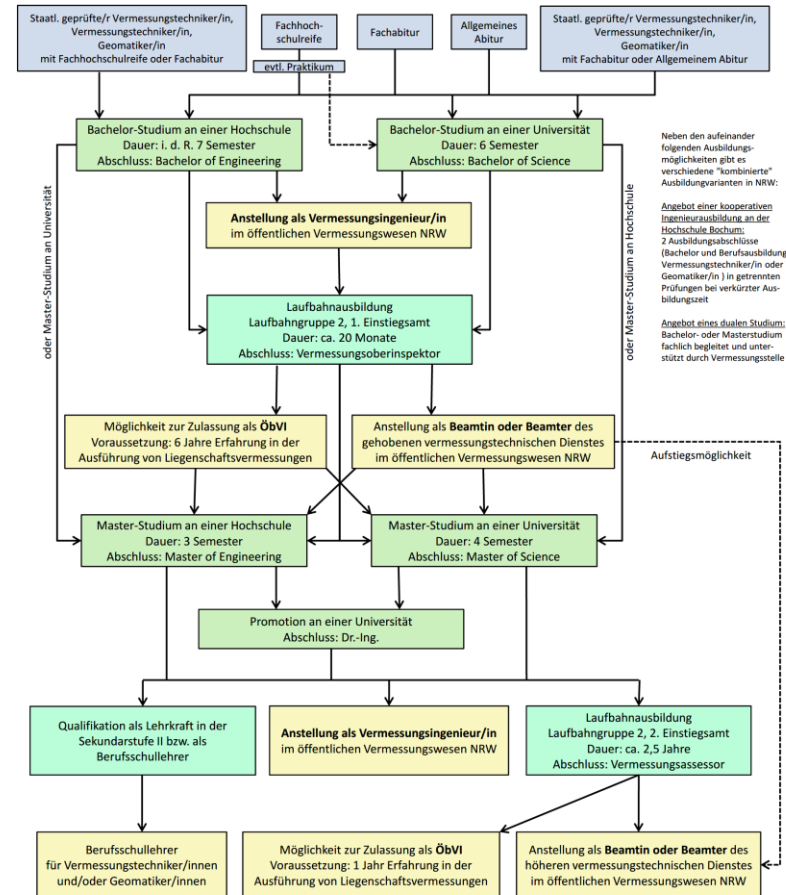 Staatl. geprüfte/r Vermessungstechniker/in,
Vermessungstechniker/in,
Geomatiker/in
mit Fachhochschulreife oder Fachabitur
Fachhoch-
schulreife
evtl. Praktikum
Fachabitur
Allgemeines
Abitur
Staatl. geprüfte/r Vermessungstechniker/in,
Vermessungstechniker/in,
Geomatiker/in
mit Fachabitur oder Allgemeinem Abitur
Bachelor-Studium an einer Hochschule
Dauer: i. d. R. 7 Semester
Abschluss: Bachelor of Engineering
Bachelor-Studium an einer Universität
Dauer: 6 Semester
Abschluss: Bachelor of Science
Neben den aufeinander
folgenden Ausbildungs-
möglichkeiten gibt es
verschiedene "kombinierte"
Ausbildungvarianten in NRW:
Angebot einer kooperativen
Ingenieurausbildung an der
Hochschule Bochum:
2 Ausbildungsabschlüsse
(Bachelor und Berufsausbildung
Vermessungstechniker/in oder
Geomatiker/in ) in getrennten
Prüfungen bei verkürzter Aus-
bildungszeit
Angebot eines dualen Studium:
Bachelor- oder Masterstudium
fachlich begleitet und unter-
stützt durch Vermessungsstelle
oder Master-Studium an Universität
oder Master-Studium an Hochschule
Anstellung als Vermessungsingenieur/in
im öffentlichen Vermessungswesen NRW
Laufbahnausbildung
Laufbahngruppe 2, 1. Einstiegsamt
Dauer: ca. 20 Monate
Abschluss: Vermessungsoberinspektor
Möglichkeit zur Zulassung als ÖbVI
Voraussetzung: 6 Jahre Erfahrung in der
Ausführung von Liegenschaftsvermessungen
Anstellung als Beamtin oder Beamter des
gehobenen vermessungstechnischen Dienstes
im öffentlichen Vermessungswesen NRW
Aufstiegsmöglichkeit
Master-Studium an einer Hochschule
Dauer: 3 Semester
Abschluss: Master of Engineering
Master-Studium an einer Universität
Dauer: 4 Semester
Abschluss: Master of Science
Promotion an einer Universität
Abschluss: Dr.-Ing.
Qualifikation als Lehrkraft in der
Sekundarstufe II bzw. als
Berufsschullehrer
Anstellung als Vermessungsingenieur/in
im öffentlichen Vermessungswesen NRW
Laufbahnausbildung
Laufbahngruppe 2, 2. Einstiegsamt
Dauer: ca. 2,5 Jahre
Abschluss: Vermessungsassessor
Berufsschullehrer
für Vermessungstechniker/innen
und/oder Geomatiker/innen
Möglichkeit zur Zulassung als ÖbVI
Voraussetzung: 1 Jahr Erfahrung in der
Ausführung von Liegenschaftsvermessungen
Anstellung als Beamtin oder Beamter des
höheren vermessungstechnischen Dienstes
im öffentlichen Vermessungswesen NRW